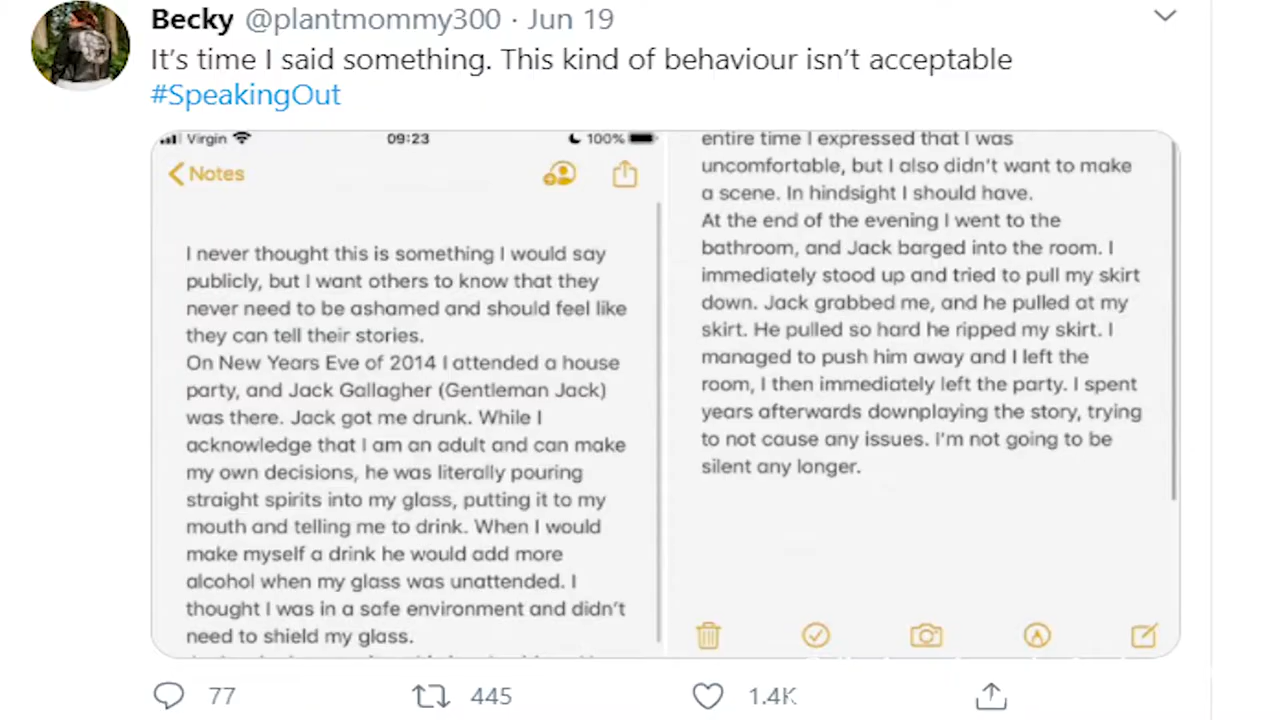 Becky @plantmommy300 · Jun 19
It's time I said something. This kind of behaviour isn't acceptable
#SpeakingOut
Virgin 09:23 100%
Notes
I never thought this is something I would say
publicly, but I want others to know that they
never need to be ashamed and should feel like
they can tell their stories.
On New Years Eve of 2014 I attended a house
party, and Jack Gallagher (Gentleman Jack)
was there. Jack got me drunk. While I
acknowledge that I am an adult and can make
my own decisions, he was literally pouring
straight spirits into my glass, putting it to my
mouth and telling me to drink. When I would
make myself a drink he would add more
alcohol when my glass was unattended. I
thought I was in a safe environment and didn't
need to shield my glass.
entire time I expressed that I was
uncomfortable, but I also didn't want to make
a scene. In hindsight I should have.
At the end of the evening I went to the
bathroom, and Jack barged into the room. I
immediately stood up and tried to pull my skirt
down. Jack grabbed me, and he pulled at my
skirt. He pulled so hard he ripped my skirt. I
managed to push him away and I left the
room, I then immediately left the party. I spent
years afterwards downplaying the story, trying
to not cause any issues. I'm not going to be
silent any longer.
77 445 1.4K